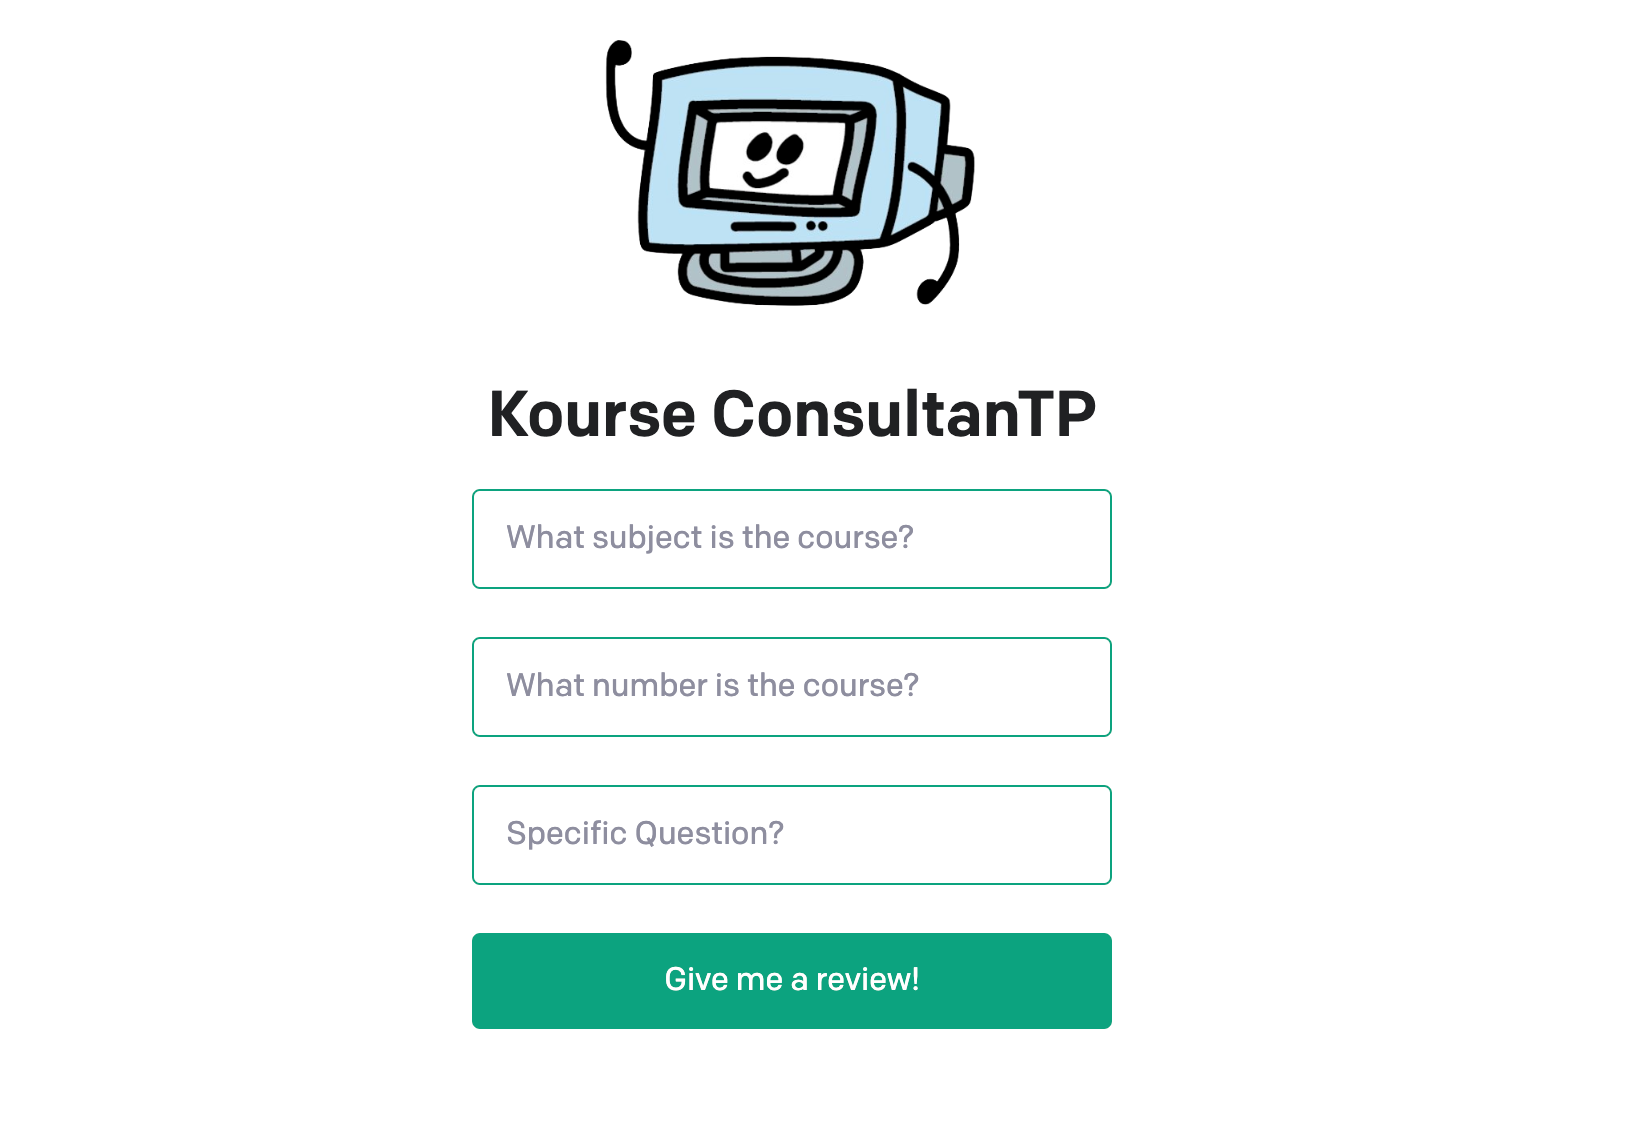 Kourse ConsultanTP
What subject is the course?
What number is the course?
Specific Question?
Give me a review!